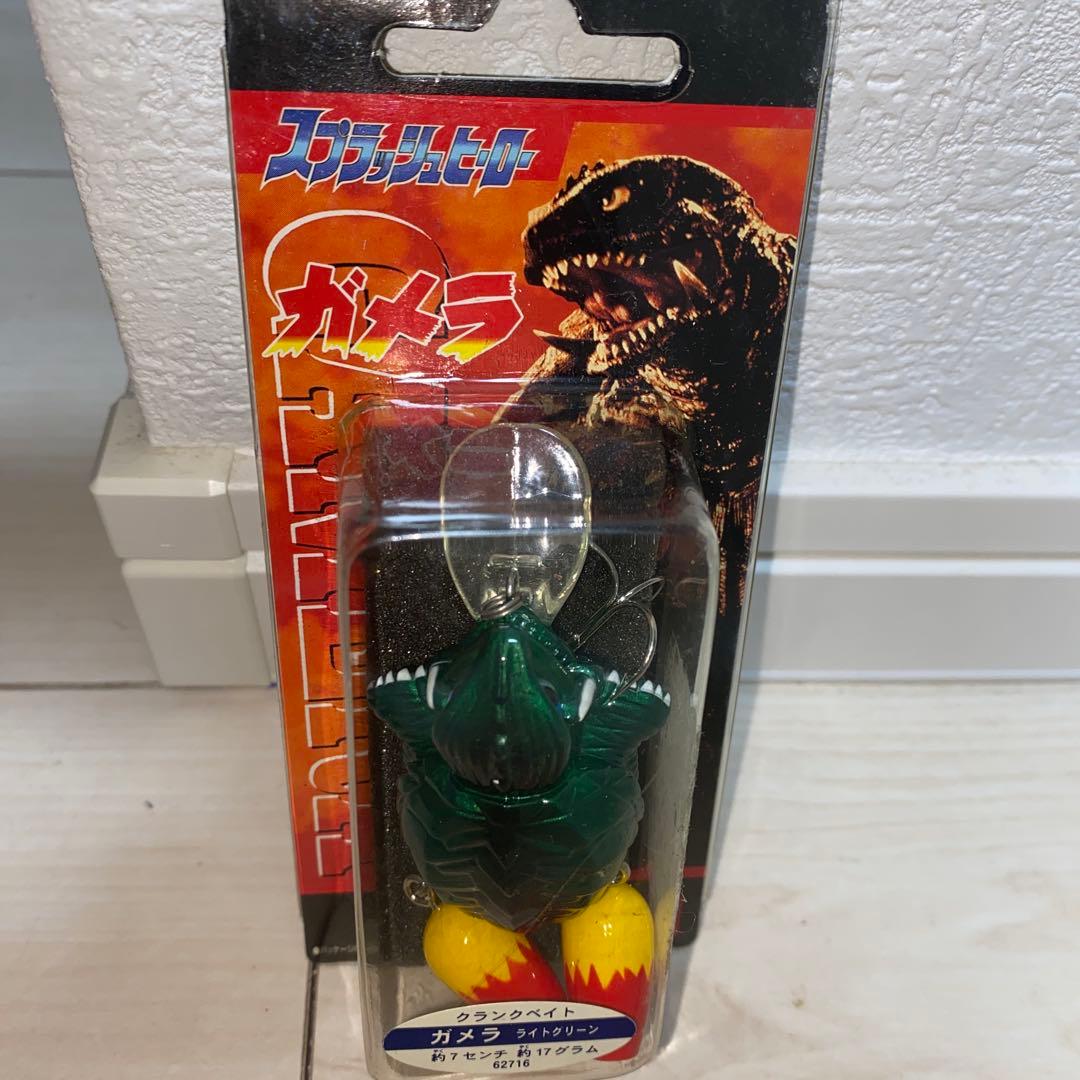 スプラッシュヒーロー
ガメラ
クランクベイト
ガメラ ライトグリーン
約7センチ 約17グラム
62716